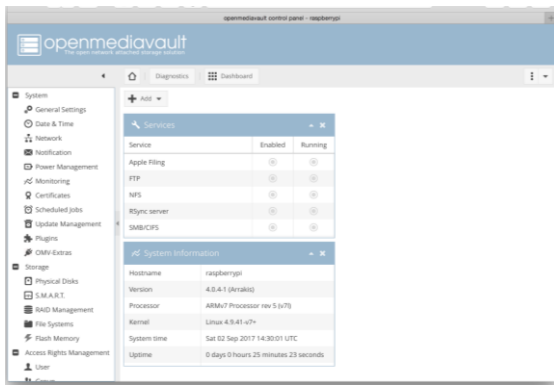 openmediavault control panel - raspberrypi
openmediavault
The open network attached storage solution
Diagnostics
Dashboard
Add
System
General Settings
Date & Time
Network
Notification
Power Management
Monitoring
Certificates
Scheduled Jobs
Update Management
Plugins
OMV-Extras
Storage
Physical Disks
S.M.A.R.T.
RAID Management
File Systems
Flash Memory
Access Rights Management
User
Services
Service Enabled Running
Apple Filing
FTP
NFS
RSync server
SMB/CIFS
System Information
Hostname raspberrypi
Version 4.0.4-1 (Arrakis)
Processor ARMv7 Processor rev 5 (v7l)
Kernel Linux 4.9.41-v7+
System time Sat 02 Sep 2017 14:30:01 UTC
Uptime 0 days 0 hours 25 minutes 23 seconds